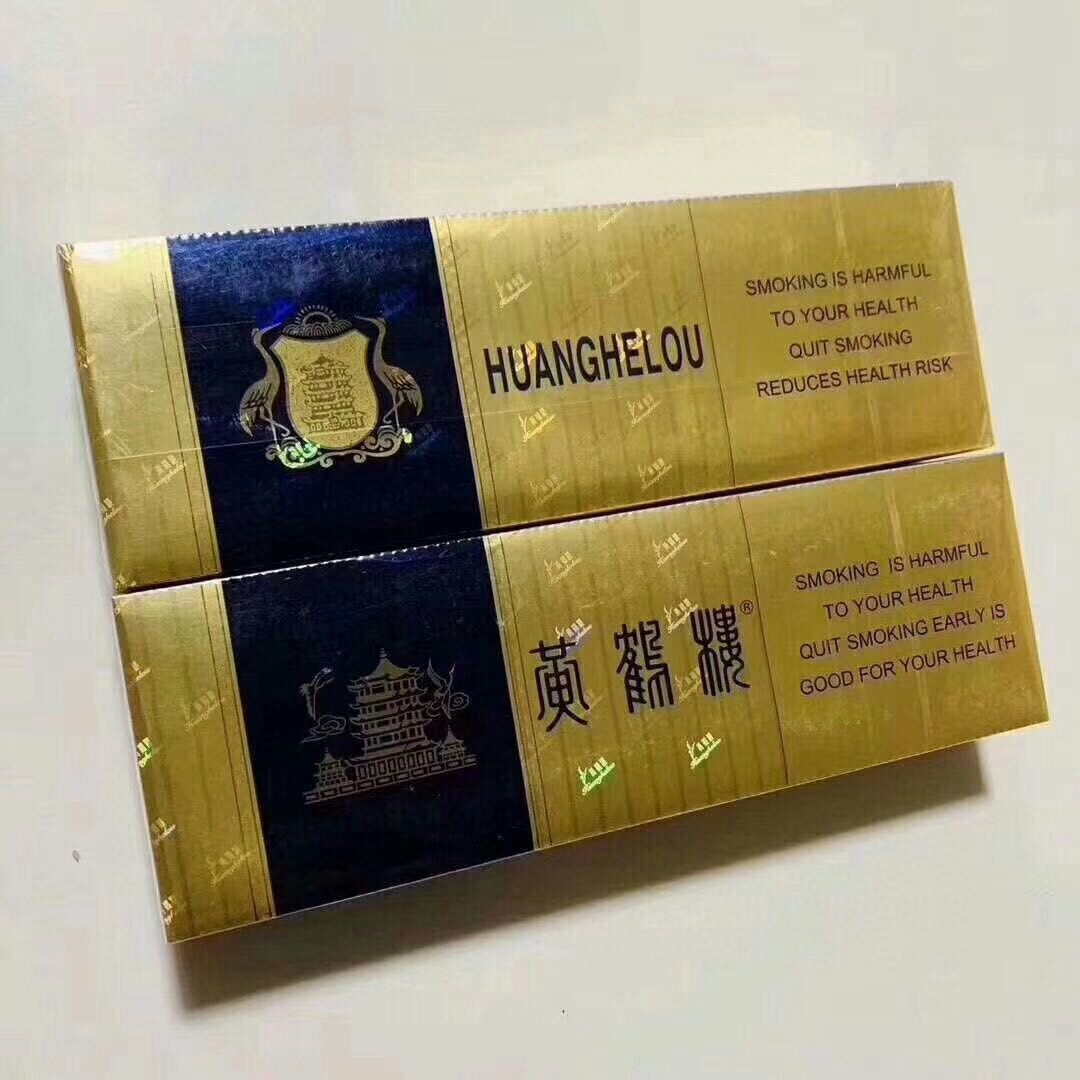 HUANGHELOU
SMOKING IS HARMFUL
TO YOUR HEALTH
QUIT SMOKING
REDUCES HEALTH RISK
黄鹤楼®
SMOKING IS HARMFUL
TO YOUR HEALTH
QUIT SMOKING EARLY IS
GOOD FOR YOUR HEALTH